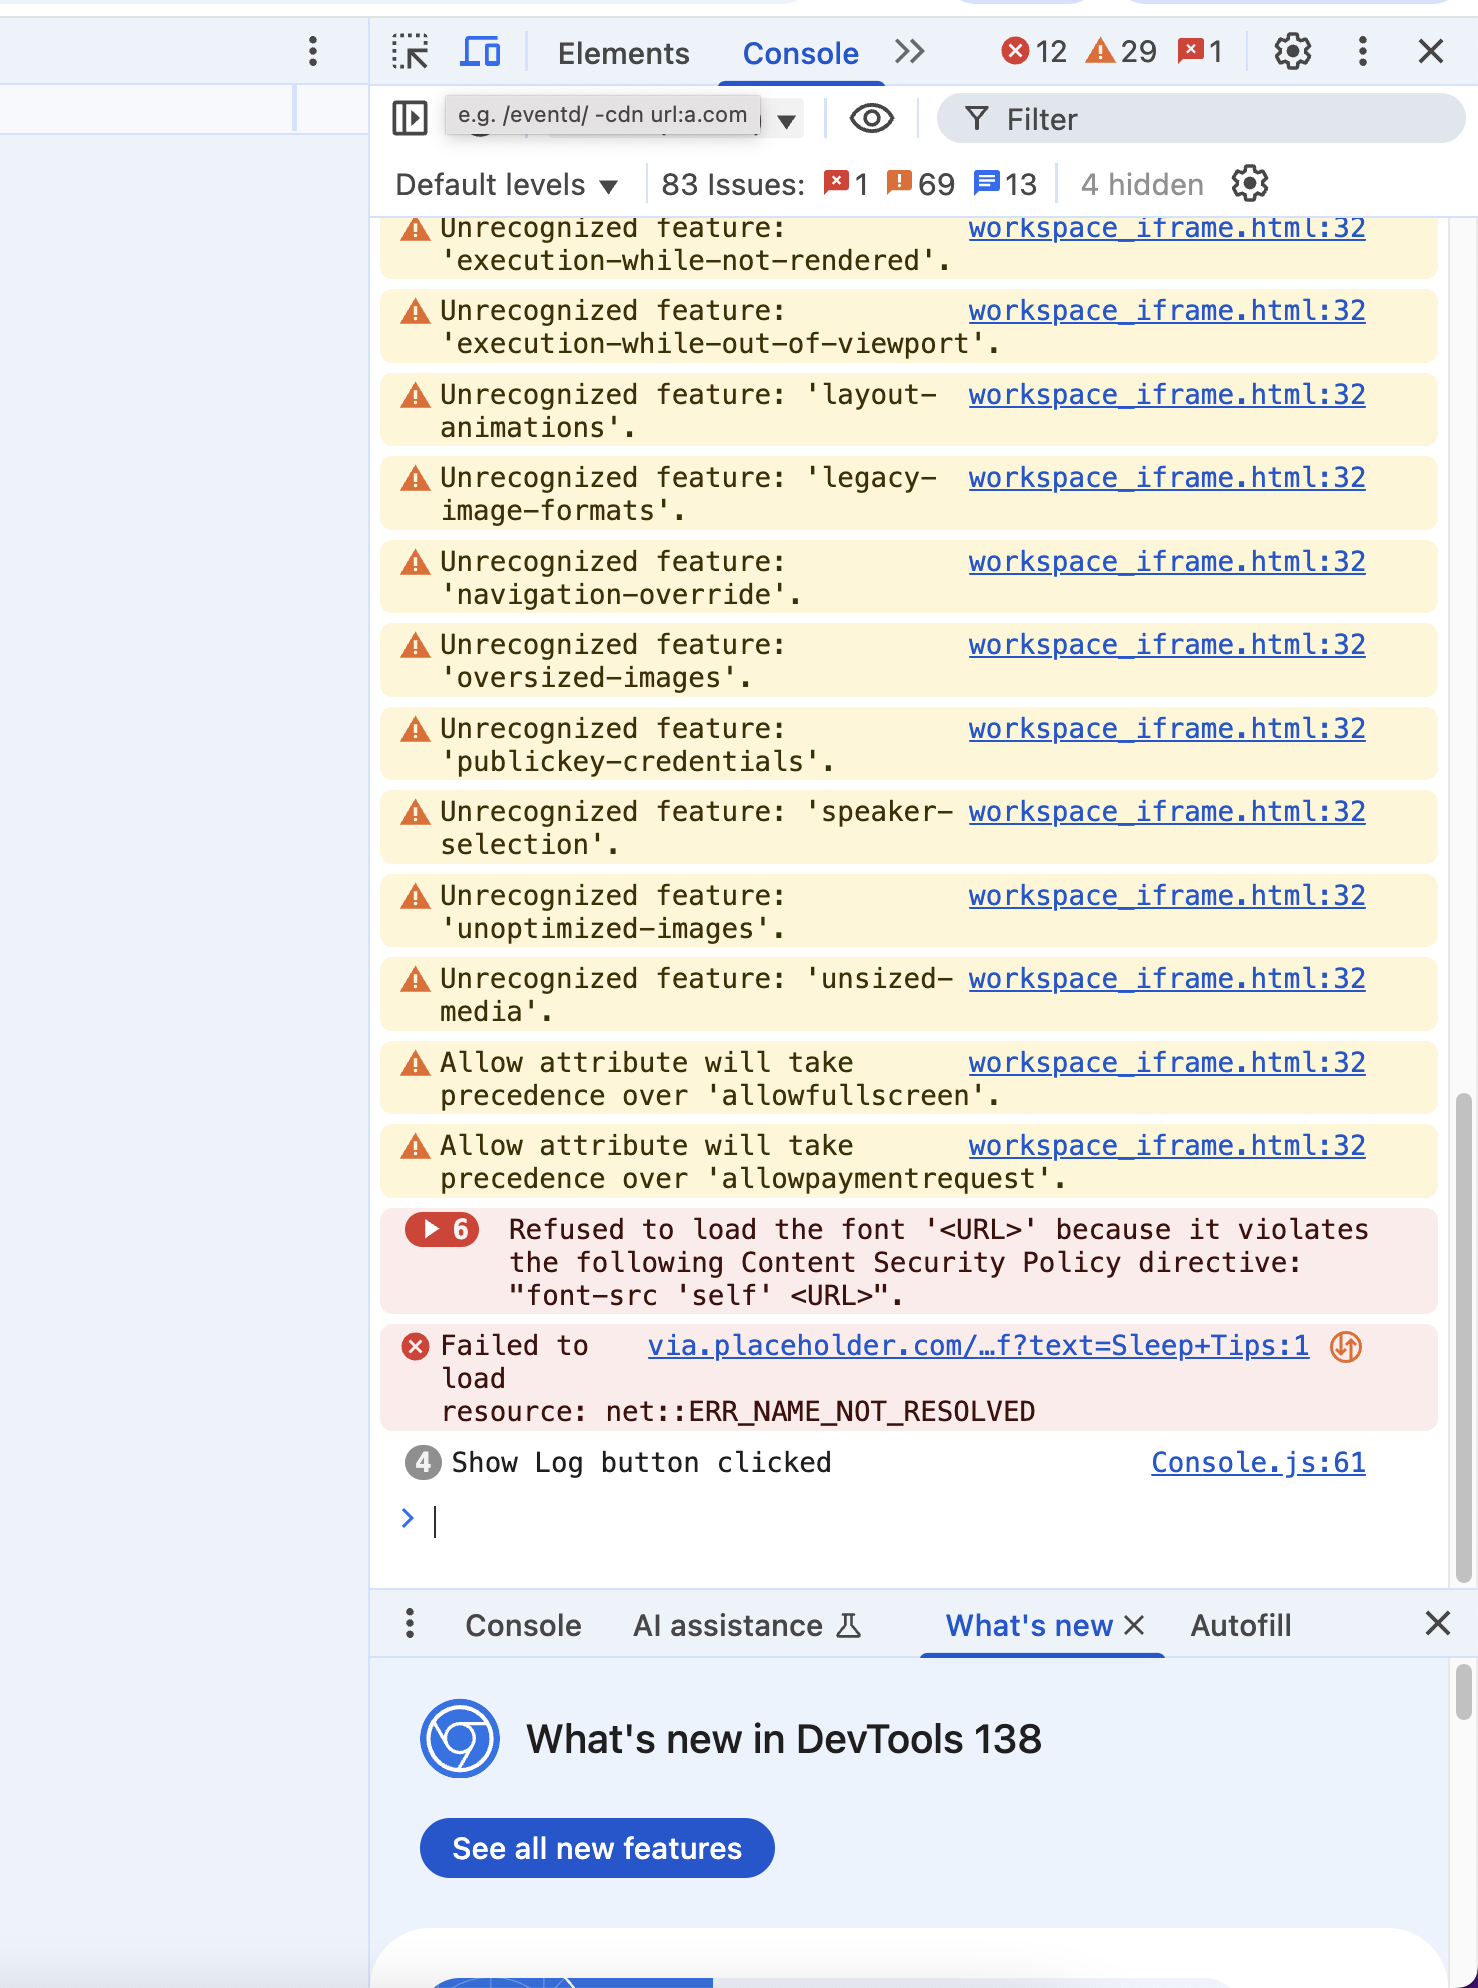 Elements Console 12 29 1
e.g. /eventd/ -cdn url:a.com Filter
Default levels 83 Issues: 1 69 13 4 hidden
Unrecognized feature: workspace_iframe.html:32
'execution-while-not-rendered'.
Unrecognized feature: workspace_iframe.html:32
'execution-while-out-of-viewport'.
Unrecognized feature: 'layout- workspace_iframe.html:32
animations'.
Unrecognized feature: 'legacy- workspace_iframe.html:32
image-formats'.
Unrecognized feature: workspace_iframe.html:32
'navigation-override'.
Unrecognized feature: workspace_iframe.html:32
'oversized-images'.
Unrecognized feature: workspace_iframe.html:32
'publickey-credentials'.
Unrecognized feature: 'speaker- workspace_iframe.html:32
selection'.
Unrecognized feature: workspace_iframe.html:32
'unoptimized-images'.
Unrecognized feature: 'unsized- workspace_iframe.html:32
media'.
Allow attribute will take workspace_iframe.html:32
precedence over 'allowfullscreen'.
Allow attribute will take workspace_iframe.html:32
precedence over 'allowpaymentrequest'.
6 Refused to load the font '<URL>' because it violates
the following Content Security Policy directive:
"font-src 'self' <URL>".
Failed to via.placeholder.com/…f?text=Sleep+Tips:1
load
resource: net::ERR_NAME_NOT_RESOLVED
4 Show Log button clicked Console.js:61
Console AI assistance What's new Autofill
What's new in DevTools 138
See all new features